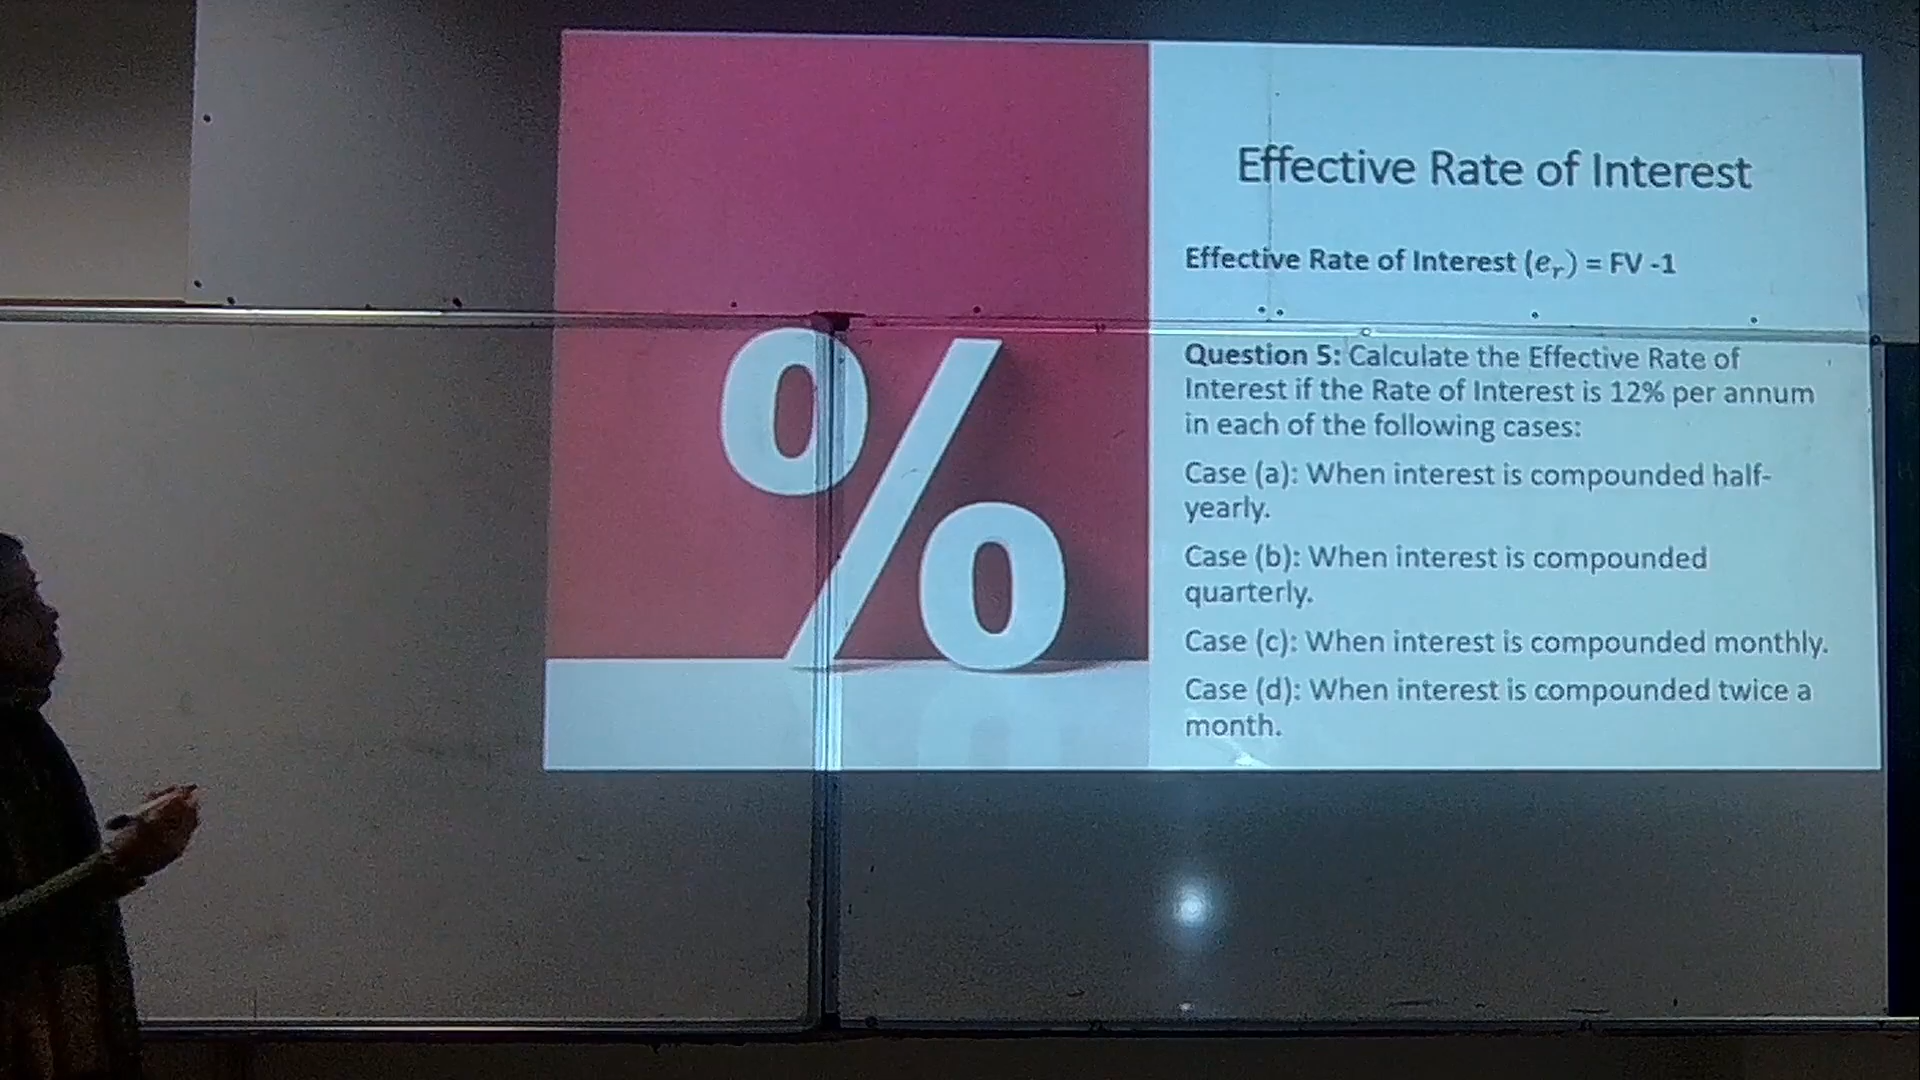 Effective Rate of Interest
Effective Rate of Interest (eᵣ) = FV -1
Question 5: Calculate the Effective Rate of
Interest if the Rate of Interest is 12% per annum
in each of the following cases:
Case (a): When interest is compounded half-
yearly.
Case (b): When interest is compounded
quarterly.
Case (c): When interest is compounded monthly.
Case (d): When interest is compounded twice a
month.
%